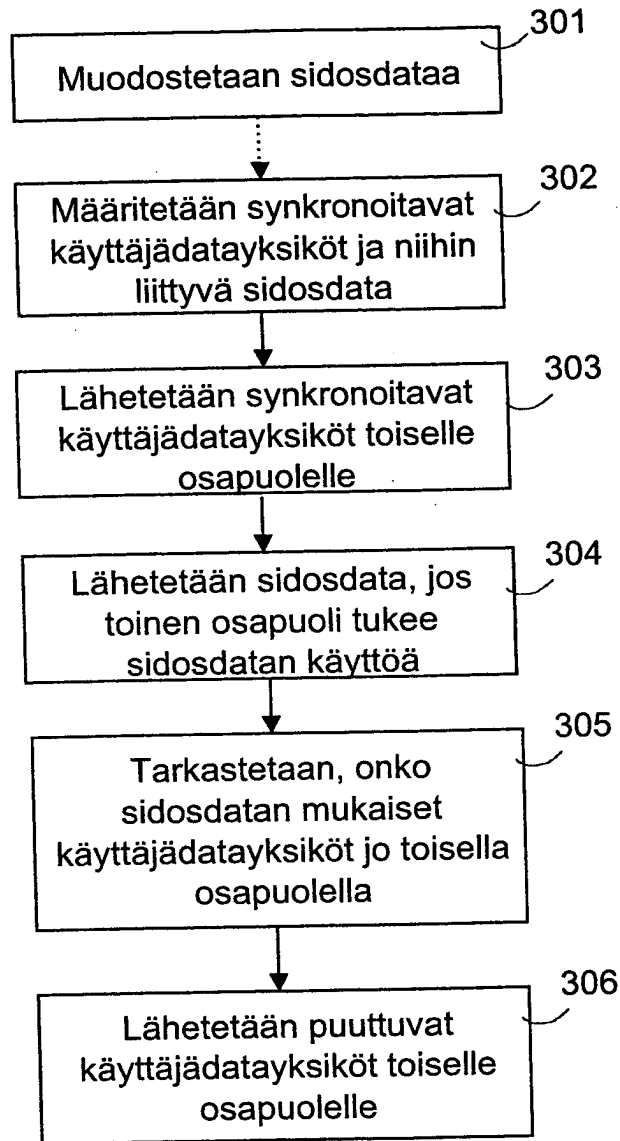 301
Muodostetaan sidosdataa
302
Määritetään synkronoitavat
käyttäjädatayksiköt ja niihin
liittyvä sidosdata
303
Lähetetään synkronoitavat
käyttäjädatayksiköt toiselle
osapuolelle
304
Lähetetään sidosdata, jos
toinen osapuoli tukee
sidosdatan käyttöä
305
Tarkastetaan, onko
sidosdatan mukaiset
käyttäjädatayksiköt jo toisella
osapuolella
306
Lähetetään puuttuvat
käyttäjädatayksiköt toiselle
osapuolelle